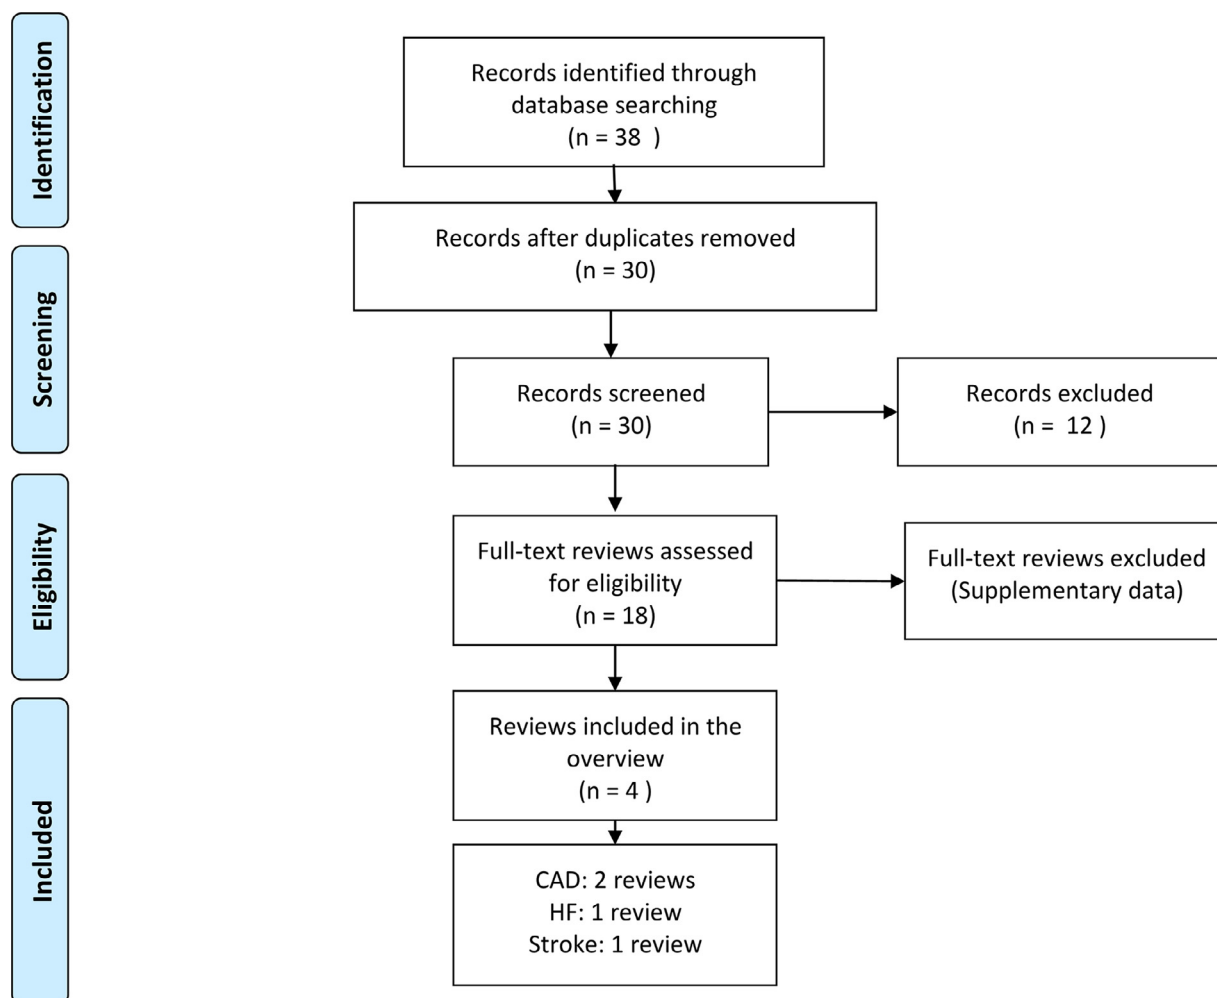 Identification
Records identified through
database searching
(n = 38  )
Records after duplicates removed
(n = 30)
Screening
Records screened
(n = 30)
Records excluded
(n =  12 )
Eligibility
Full-text reviews assessed
for eligibility
(n = 18)
Full-text reviews excluded
(Supplementary data)
Included
Reviews included in the
overview
(n = 4 )
CAD: 2 reviews
HF: 1 review
Stroke: 1 review